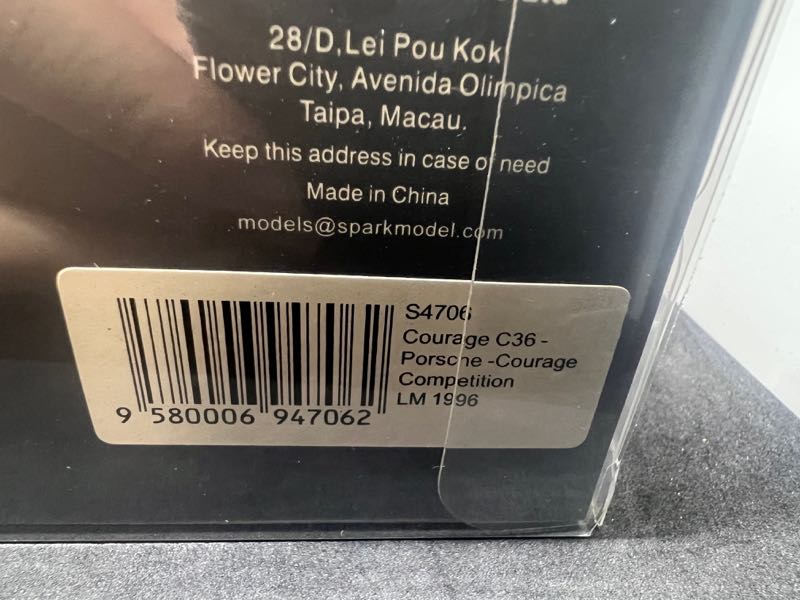 28/D,Lei Pou Kok
Flower City, Avenida Olimpica
Taipa, Macau.
Keep this address in case of need
Made in China
models@sparkmodel.com
S4706
Courage C36 -
Porsche -Courage
Competition
LM 1996
9 580006 947062